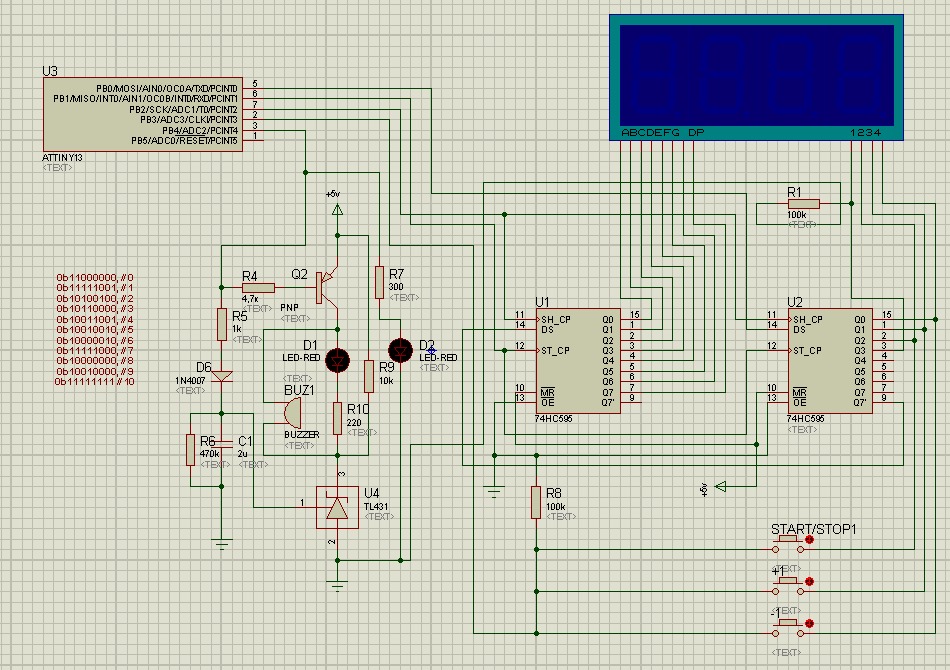 U3
PB0/MOSI/AIN0/OC0A/TXD/PCINT0 5
PB1/MISO/INT0/AIN1/OC0B/INT0/RXD/PCINT1 6
PB2/SCK/ADC1/T0/PCINT2 7
PB3/ADC3/CLKI/PCINT3 2
PB4/ADC2/PCINT4 3
PB5/ADC0/RESET/PCINT5 1
ATTINY13
<TEXT>
ABCDEFG DP 1234
+5v
R1
100k
<TEXT>
0b11000000, //0
0b11111001, //1
0b10100100, //2
0b10110000, //3
0b10011001, //4
0b10010010, //5
0b10000010, //6
0b11111000, //7
0b10000000, //8
0b10010000, //9
0b11111111 //10
R4
4,7к
<TEXT>
Q2
PNP
<TEXT>
R7
300
<TEXT>
R5
1k
<TEXT>
D6
1N4007
<TEXT>
D1
LED-RED
<TEXT>
D2
LED-RED
<TEXT>
R9
10k
<TEXT>
BUZ1
BUZZER
<TEXT>
R10
220
<TEXT>
R6
470k
<TEXT>
C1
2u
<TEXT>
3
1
2
U4
TL431
<TEXT>
U1
11 SH_CP Q0 15
14 DS Q1 1
Q2 2
12 ST_CP Q3 3
Q4 4
Q5 5
Q6 6
10 MR Q7 7
13 OE Q7' 9
74HC595
U2
11 SH_CP Q0 15
14 DS Q1 1
Q2 2
12 ST_CP Q3 3
Q4 4
Q5 5
Q6 6
10 MR Q7 7
13 OE Q7' 9
74HC595
<TEXT>
+5v
R8
100k
<TEXT>
START/STOP1
<TEXT>
+1
<TEXT>
-1
<TEXT>